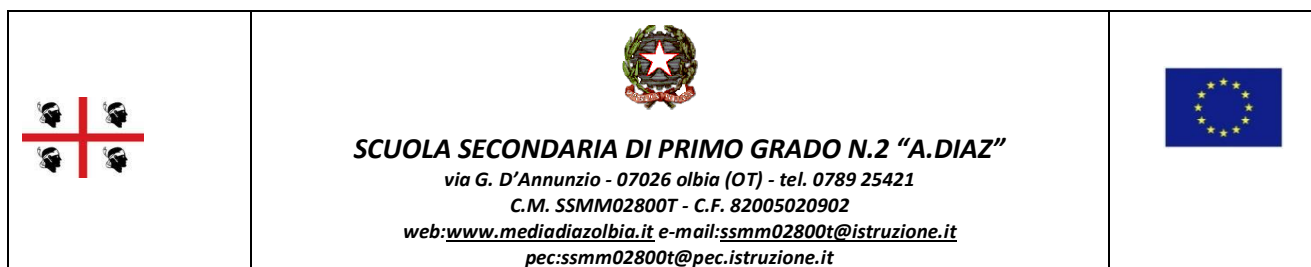 SCUOLA SECONDARIA DI PRIMO GRADO N.2 “A.DIAZ”
via G. D’Annunzio - 07026 olbia (OT) - tel. 0789 25421
C.M. SSMM02800T - C.F. 82005020902
web:www.mediadiazolbia.it e-mail:ssmm02800t@istruzione.it
pec:ssmm02800t@pec.istruzione.it